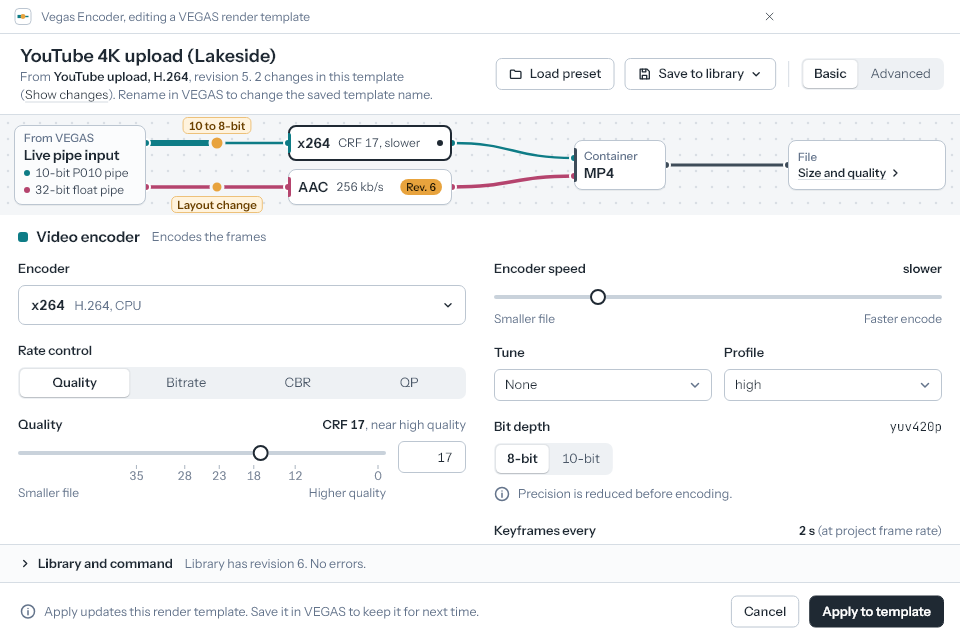 Vegas Encoder, editing a VEGAS render template
YouTube 4K upload (Lakeside)
From YouTube upload, H.264, revision 5. 2 changes in this template
(Show changes). Rename in VEGAS to change the saved template name.
Load preset
Save to library
Basic
Advanced
From VEGAS
Live pipe input
10-bit P010 pipe
32-bit float pipe
10 to 8-bit
Layout change
x264 CRF 17, slower
AAC 256 kb/s Rev. 6
Container
MP4
File
Size and quality
Video encoder Encodes the frames
Encoder
x264 H.264, CPU
Rate control
Quality Bitrate CBR QP
Quality CRF 17, near high quality
17
35 28 23 18 12 0
Smaller file Higher quality
Encoder speed slower
Smaller file Faster encode
Tune Profile
None high
Bit depth yuv420p
8-bit 10-bit
Precision is reduced before encoding.
Keyframes every 2 s (at project frame rate)
Library and command Library has revision 6. No errors.
Apply updates this render template. Save it in VEGAS to keep it for next time.
Cancel
Apply to template